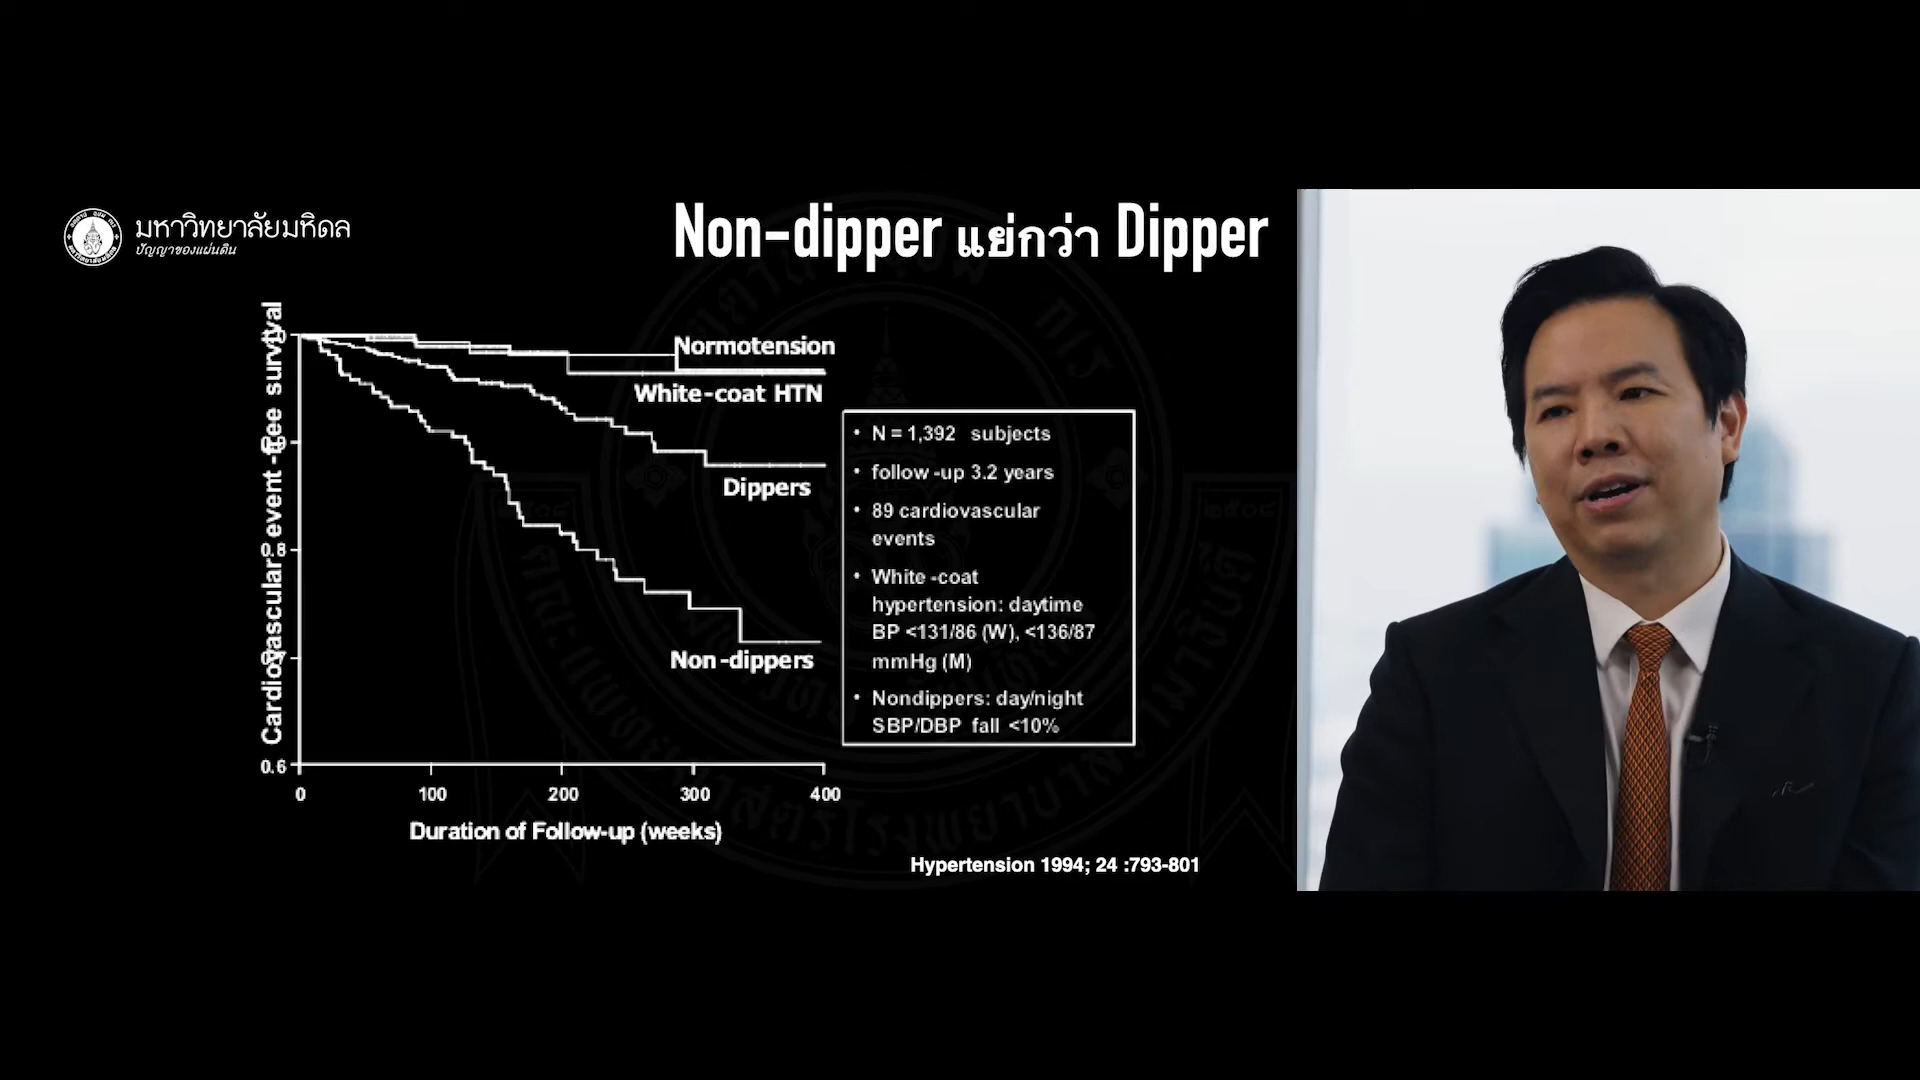 มหาวิทยาลัยมหิดล
ปัญญาของแผ่นดิน
Non-dipper แย่กว่า Dipper
Cardiovascular event-free survival
Normotension
White-coat HTN
Dippers
Non-dippers
0.8
0.6
0
100
200
300
400
Duration of Follow-up (weeks)
• N = 1,392 subjects
• follow-up 3.2 years
• 89 cardiovascular
events
• White-coat
hypertension: daytime
BP <131/86 (W), <136/87
mmHg (M)
• Nondippers: day/night
SBP/DBP fall <10%
Hypertension 1994; 24 :793-801